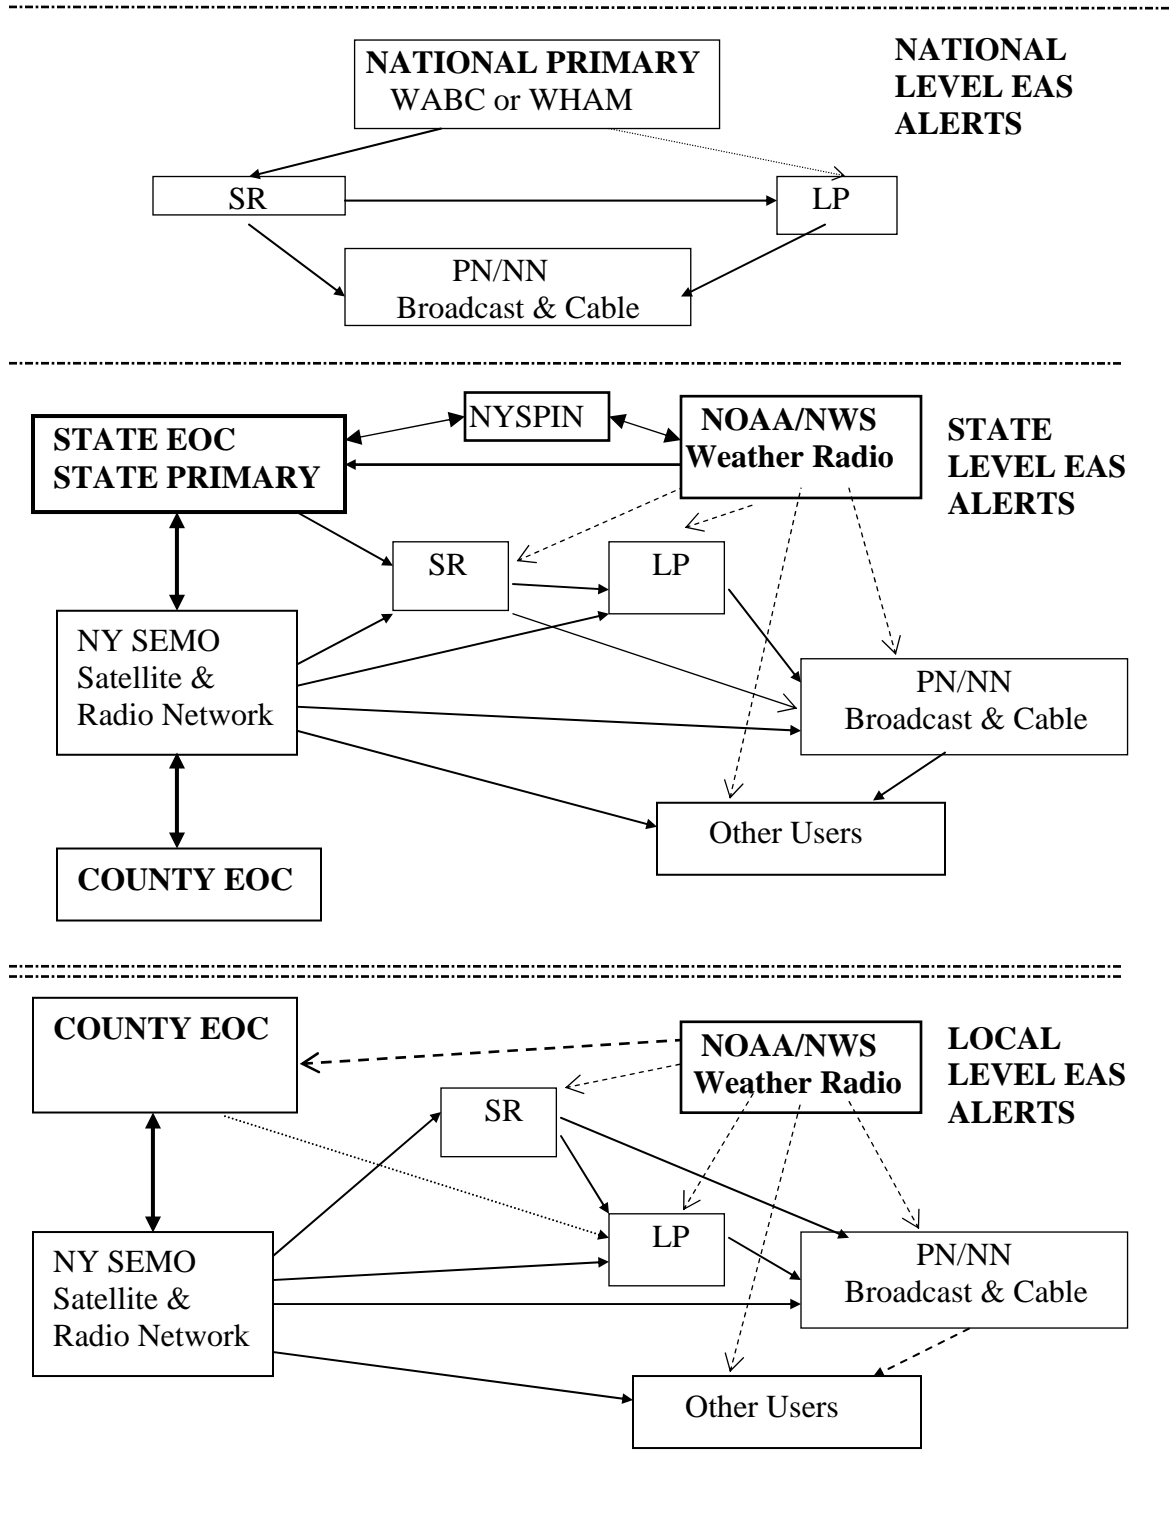 NATIONAL PRIMARY
WABC or WHAM
NATIONAL
LEVEL EAS
ALERTS
SR
LP
PN/NN
Broadcast & Cable
STATE EOC
STATE PRIMARY
NYSPIN
NOAA/NWS
Weather Radio
STATE
LEVEL EAS
ALERTS
SR
LP
NY SEMO
Satellite &
Radio Network
PN/NN
Broadcast & Cable
Other Users
COUNTY EOC
COUNTY EOC
NOAA/NWS
Weather Radio
LOCAL
LEVEL EAS
ALERTS
SR
LP
NY SEMO
Satellite &
Radio Network
PN/NN
Broadcast & Cable
Other Users